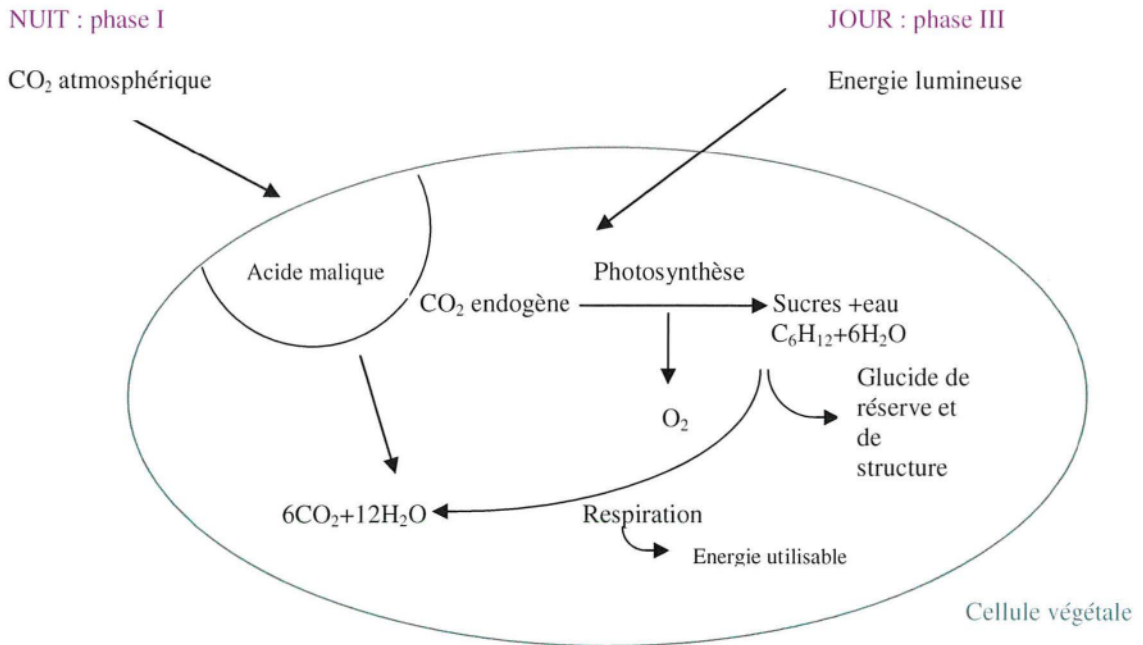 NUIT : phase I
JOUR : phase III
CO₂ atmosphérique
Energie lumineuse
Acide malique
Photosynthèse
CO₂ endogène
Sucres +eau
C₆H₁₂+6H₂O
Glucide de
réserve et
de
structure
O₂
6CO₂+12H₂O
Respiration
Energie utilisable
Cellule végétale